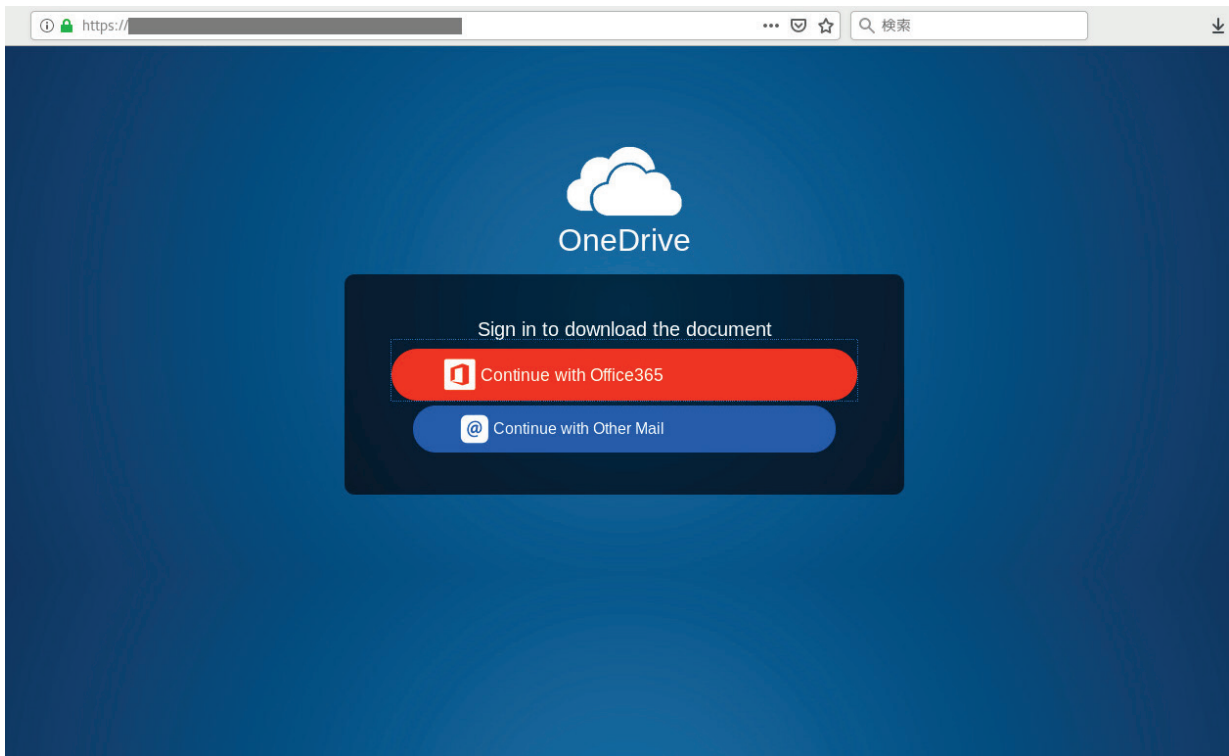 https://
検索
OneDrive
Sign in to download the document
Continue with Office365
@ Continue with Other Mail